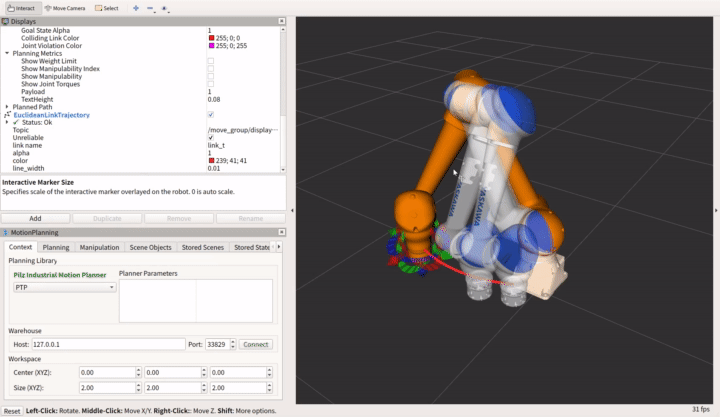 Interact Move Camera Select
Displays
Goal State Alpha 1
Colliding Link Color 255; 0; 0
Joint Violation Color 255; 0; 255
Planning Metrics
Show Weight Limit
Show Manipulability Index
Show Manipulability
Show Joint Torques
Payload 1
TextHeight 0.08
Planned Path
EuclideanLinkTrajectory
Status: Ok
Topic /move_group/display…
Unreliable
link name link_t
alpha 1
color 239; 41; 41
line_width 0.01
Interactive Marker Size
Specifies scale of the interactive marker overlayed on the robot. 0 is auto scale.
Add Duplicate Remove Rename
MotionPlanning
Context Planning Manipulation Scene Objects Stored Scenes Stored State
Planning Library
Pilz Industrial Motion Planner Planner Parameters
PTP
Warehouse
Host: 127.0.0.1 Port: 33829 Connect
Workspace
Center (XYZ): 0.00 0.00 0.00
Size (XYZ): 2.00 2.00 2.00
Reset Left-Click: Rotate. Middle-Click: Move X/Y. Right-Click:: Move Z. Shift: More options. 31 fps
YASKAWA
YASKAWA